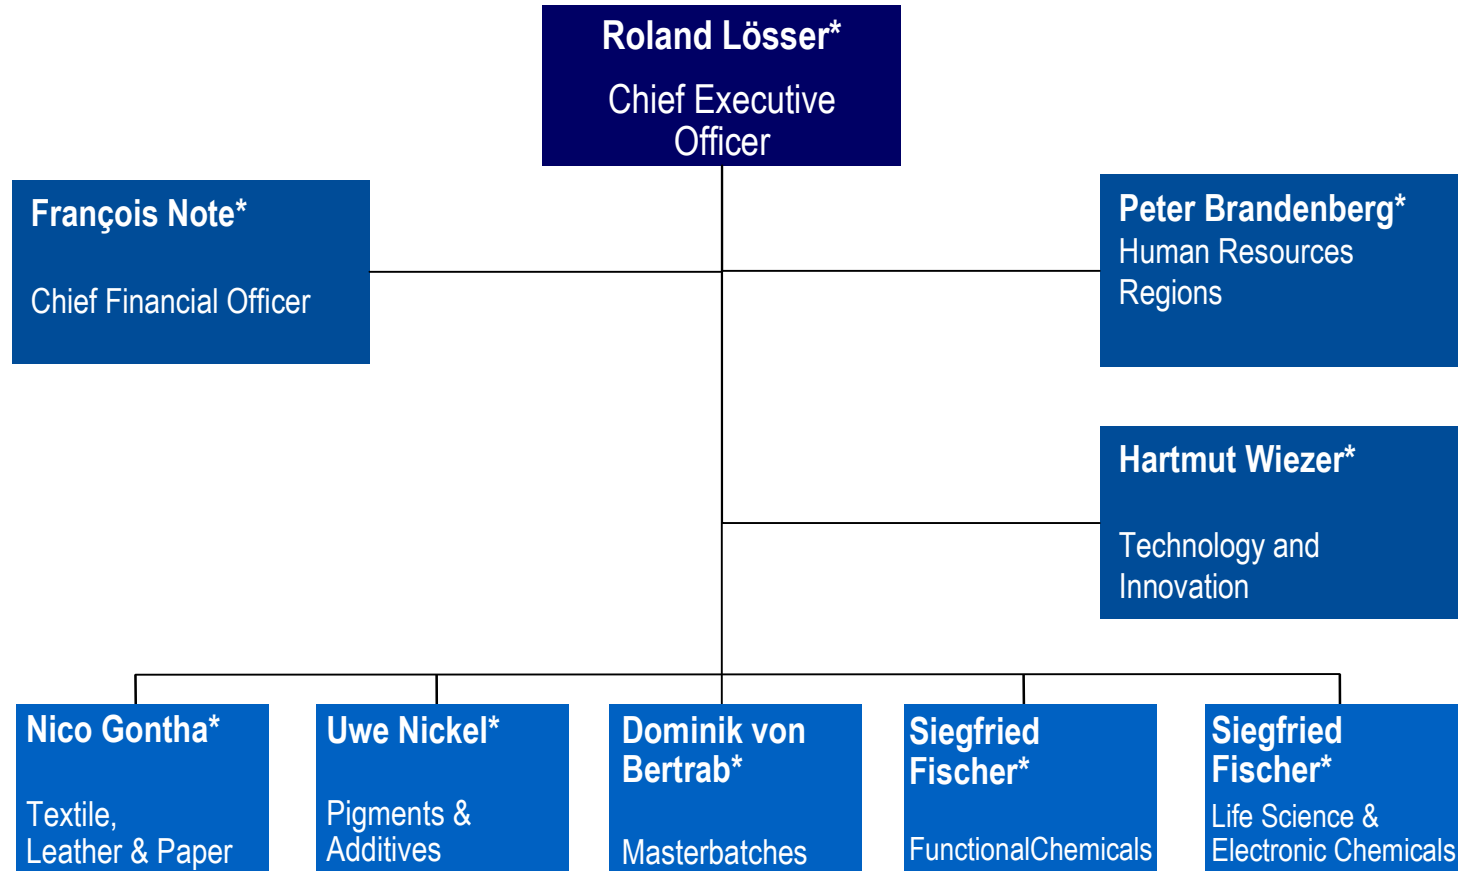 Roland Lösser*
Chief Executive
Officer
François Note*
Chief Financial Officer
Peter Brandenberg*
Human Resources
Regions
Hartmut Wiezer*
Technology and
Innovation
Nico Gontha*
Textile,
Leather & Paper
Uwe Nickel*
Pigments &
Additives
Dominik von
Bertrab*
Masterbatches
Siegfried
Fischer*
FunctionalChemicals
Siegfried
Fischer*
Life Science &
Electronic Chemicals